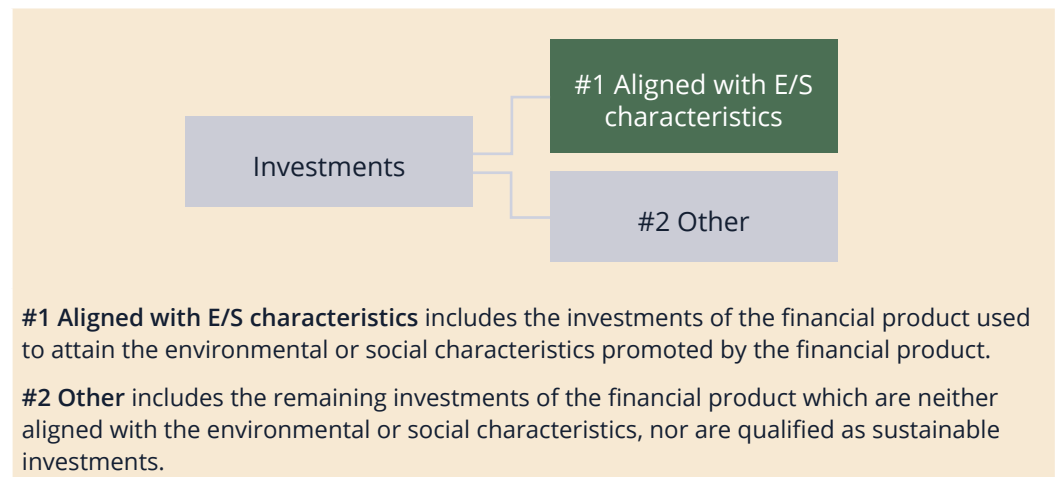 #1 Aligned with E/S
characteristics
Investments
#2 Other
#1 Aligned with E/S characteristics includes the investments of the financial product used
to attain the environmental or social characteristics promoted by the financial product.
#2 Other includes the remaining investments of the financial product which are neither
aligned with the environmental or social characteristics, nor are qualified as sustainable
investments.